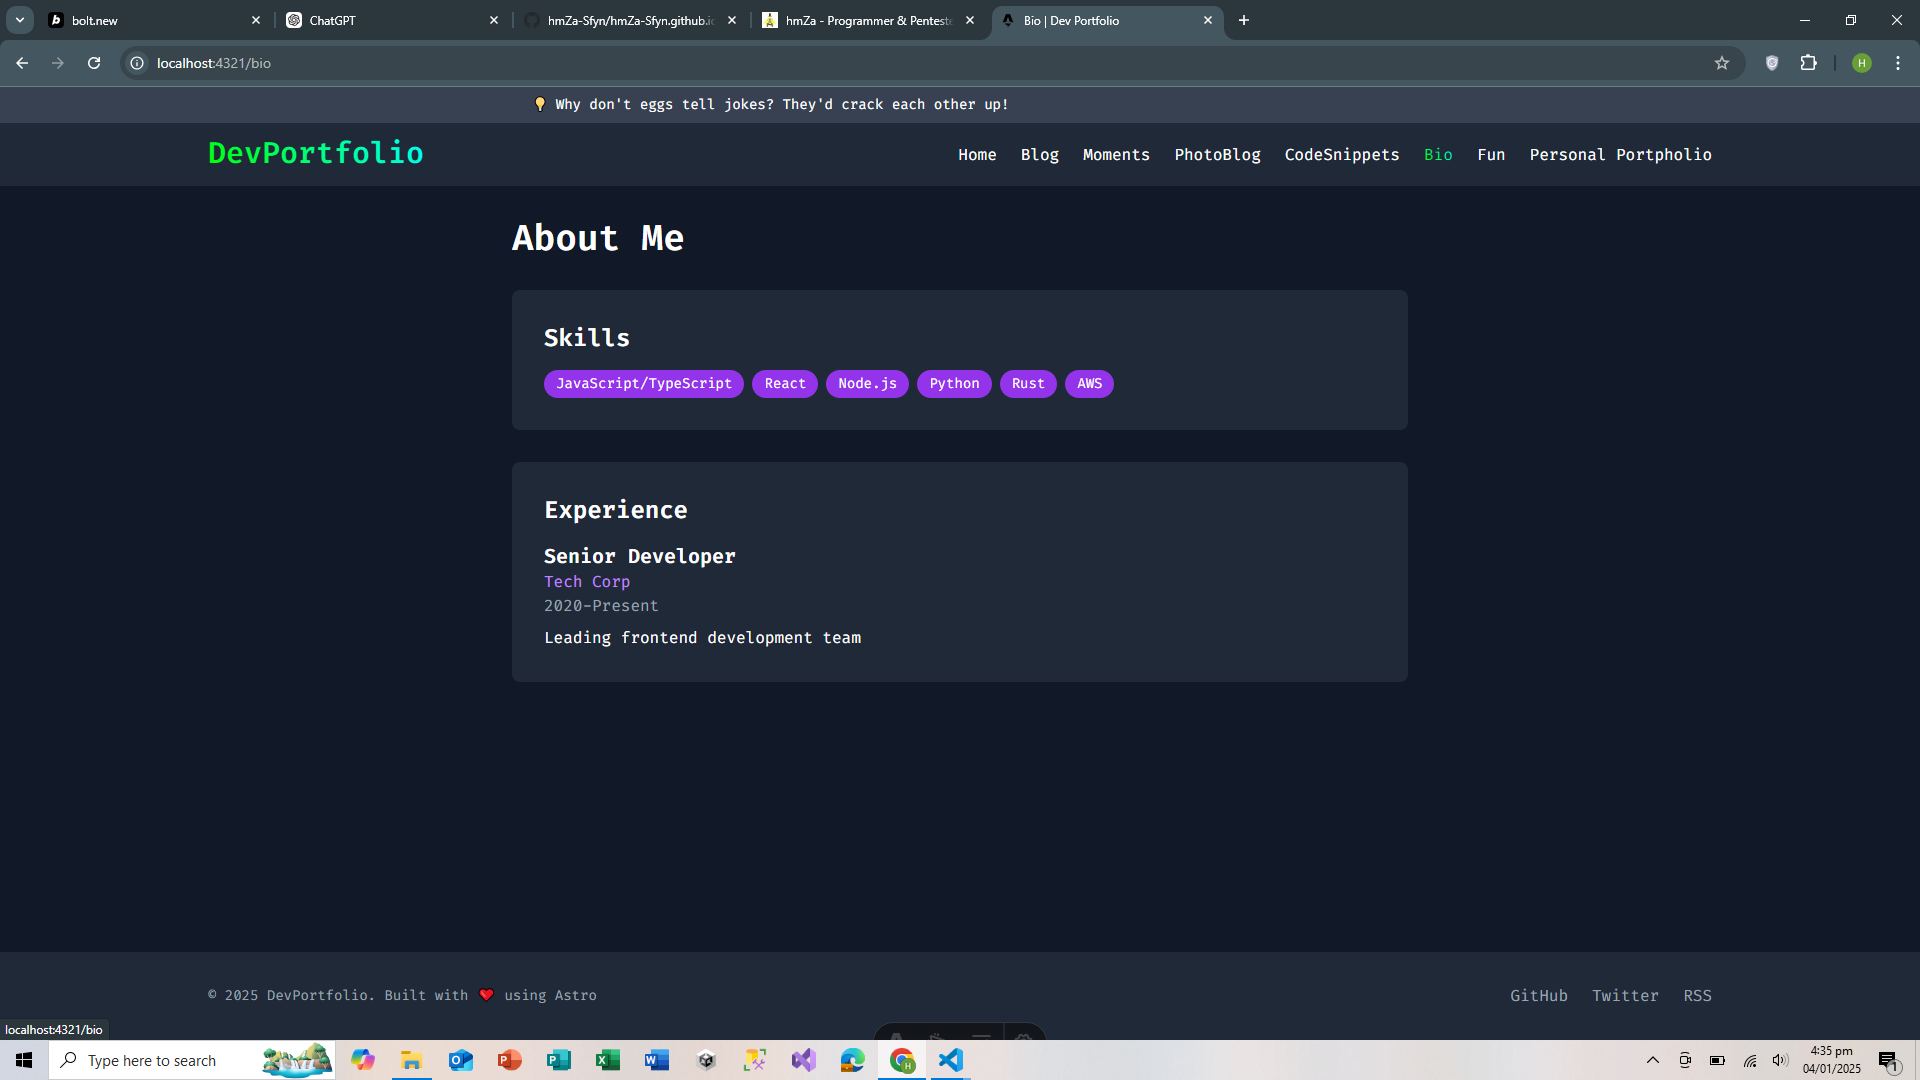 bolt.new
ChatGPT
hmZa-Sfyn/hmZa-Sfyn.github.io
hmZa - Programmer & Penteste
Bio | Dev Portfolio
localhost:4321/bio
H
💡 Why don't eggs tell jokes? They'd crack each other up!
DevPortfolio
Home Blog Moments PhotoBlog CodeSnippets Bio Fun Personal Portpholio
About Me
Skills
JavaScript/TypeScript React Node.js Python Rust AWS
Experience
Senior Developer
Tech Corp
2020-Present
Leading frontend development team
© 2025 DevPortfolio. Built with ❤️ using Astro
GitHub Twitter RSS
localhost:4321/bio
Type here to search
4:35 pm
04/01/2025
1